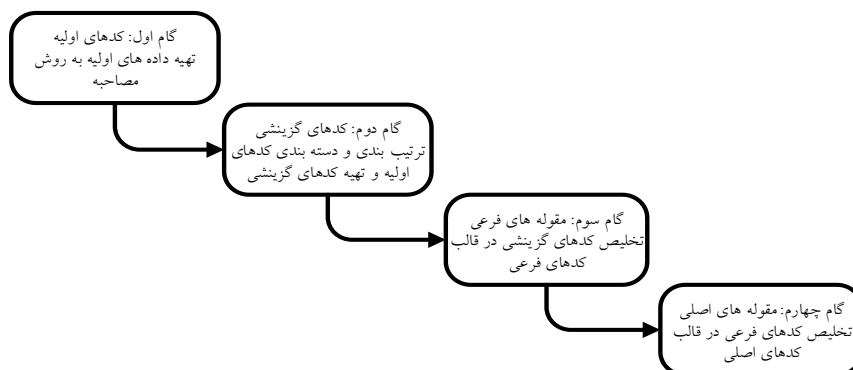 گام اول: کدهای اولیه
تهیه داده های اولیه به روش
مصاحبه
گام دوم: کدهای گزینشی
ترتیب بندی و دسته بندی کدهای
اولیه و تهیه کدهای گزینشی
گام سوم: مقوله های فرعی
تخلیص کدهای گزینشی در قالب
کدهای فرعی
گام چهارم: مقوله های اصلی
تخلیص کدهای فرعی در قالب
کدهای اصلی